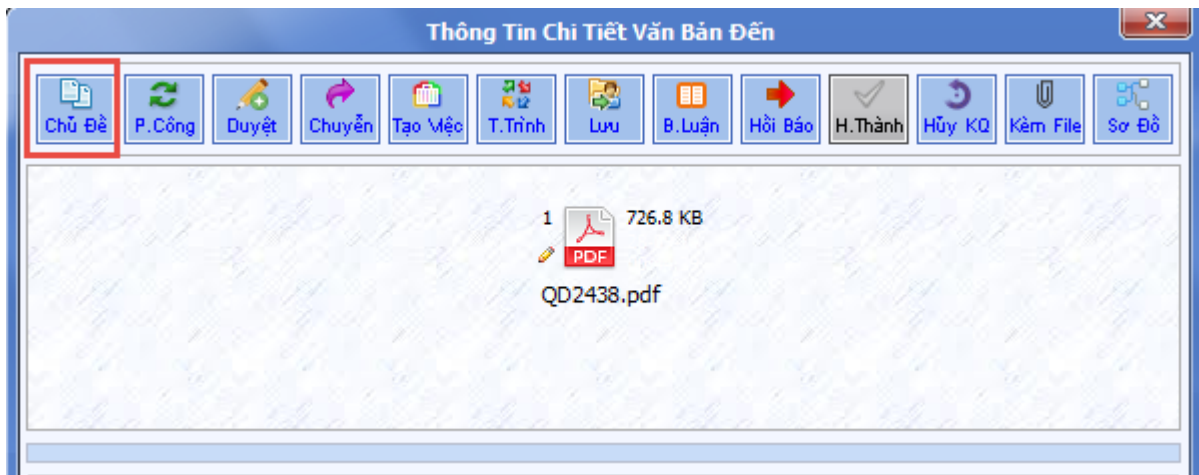 Thông Tin Chi Tiết Văn Bản Đến
Chủ Đề P.Công Duyệt Chuyển Tạo Việc T.Trình Lưu B.Luận Hồi Báo H.Thành Hủy KQ Kèm File Sơ Đồ
1 726.8 KB
PDF
QD2438.pdf